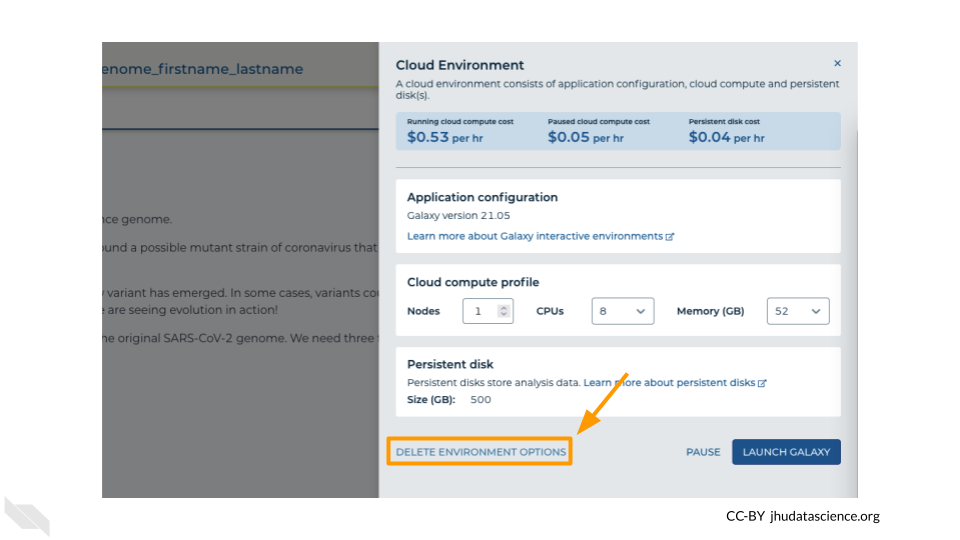 enome_firstname_lastname
nce genome.
und a possible mutant strain of coronavirus that
variant has emerged. In some cases, variants cou
are seeing evolution in action!
he original SARS-CoV-2 genome. We need three
Cloud Environment
×
A cloud environment consists of application configuration, cloud compute and persistent
disk(s).
Running cloud compute cost Paused cloud compute cost Persistent disk cost
$0.53 per hr $0.05 per hr $0.04 per hr
Application configuration
Galaxy version 21.05
Learn more about Galaxy interactive environments
Cloud compute profile
Nodes 1 CPUs 8 Memory (GB) 52
Persistent disk
Persistent disks store analysis data. Learn more about persistent disks
Size (GB): 500
DELETE ENVIRONMENT OPTIONS PAUSE LAUNCH GALAXY
CC-BY jhudatascience.org